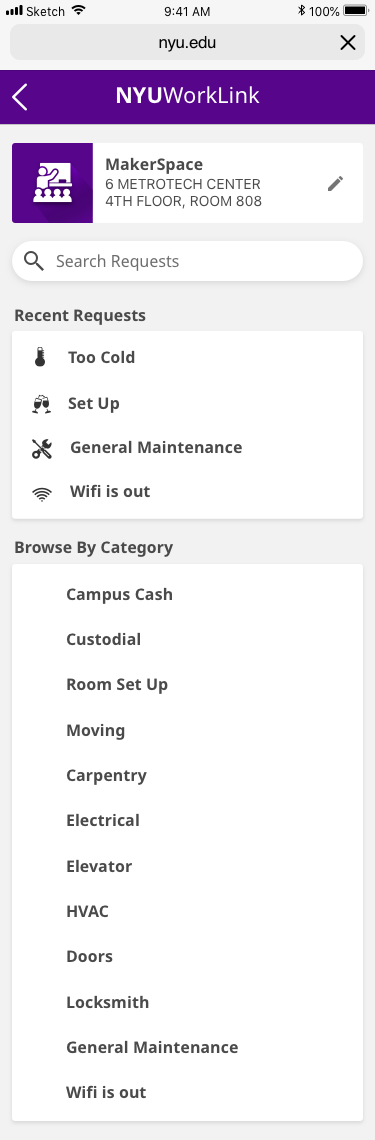 Sketch 9:41 AM 100%
nyu.edu
NYUWorkLink
MakerSpace
6 METROTECH CENTER
4TH FLOOR, ROOM 808
Search Requests
Recent Requests
Too Cold
Set Up
General Maintenance
Wifi is out
Browse By Category
Campus Cash
Custodial
Room Set Up
Moving
Carpentry
Electrical
Elevator
HVAC
Doors
Locksmith
General Maintenance
Wifi is out